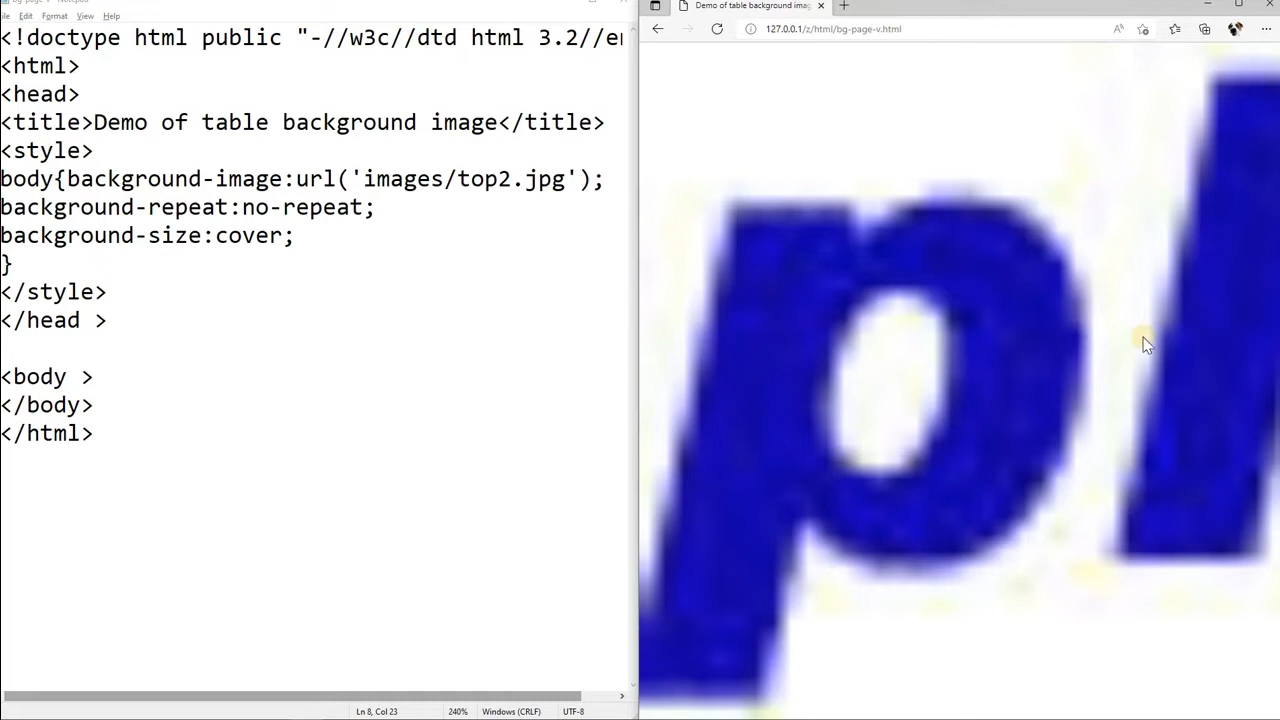 File Edit Format View Help
<!doctype html public "-//w3c//dtd html 3.2//en
<html>
<head>
<title>Demo of table background image</title>
<style>
body{background-image:url('images/top2.jpg');
background-repeat:no-repeat;
background-size:cover;
}
</style>
</head >
<body >
</body>
</html>
Ln 8, Col 23 240% Windows (CRLF) UTF-8
Demo of table background imag
127.0.0.1/z/html/bg-page-v.html
p